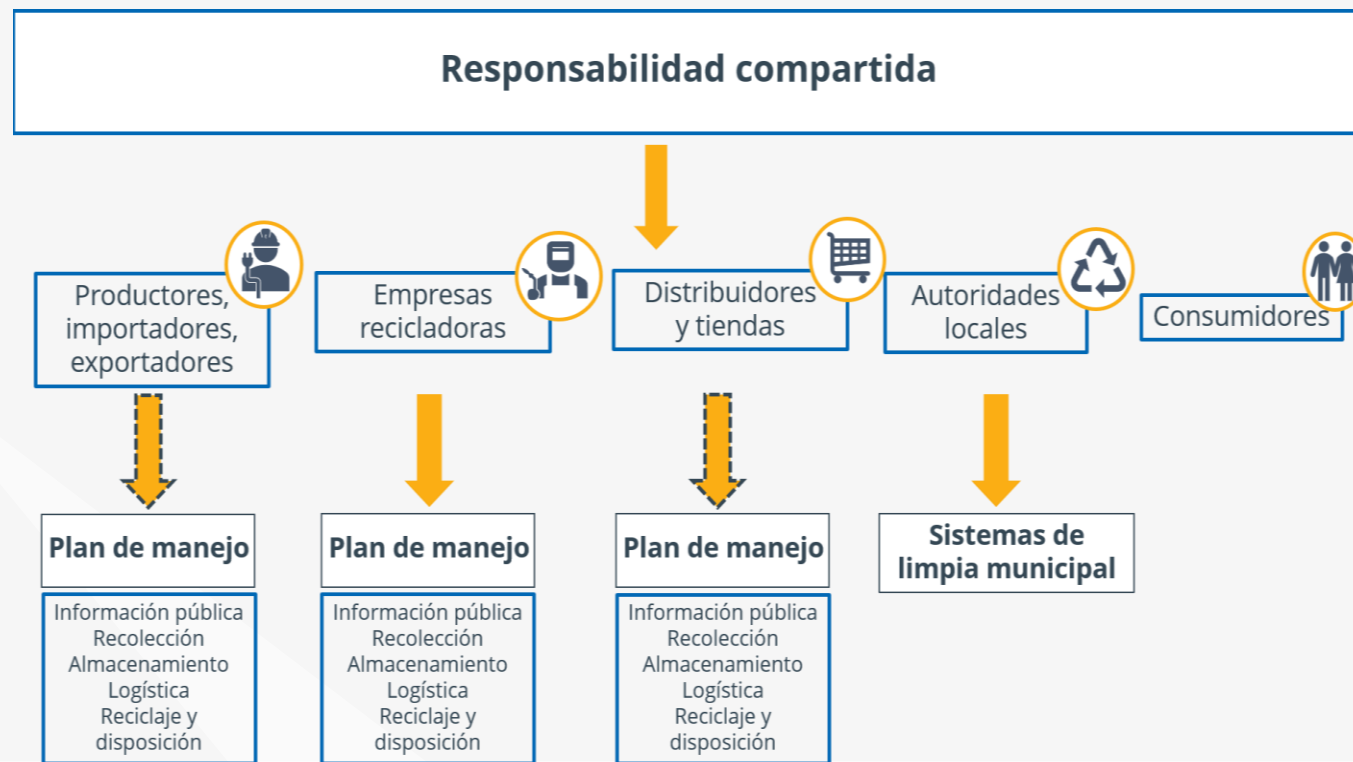 Responsabilidad compartida
Productores,
importadores,
exportadores
Empresas
recicladoras
Distribuidores
y tiendas
Autoridades
locales
Consumidores
Plan de manejo
Información pública
Recolección
Almacenamiento
Logística
Reciclaje y
disposición
Plan de manejo
Información pública
Recolección
Almacenamiento
Logística
Reciclaje y
disposición
Plan de manejo
Información pública
Recolección
Almacenamiento
Logística
Reciclaje y
disposición
Sistemas de
limpia municipal